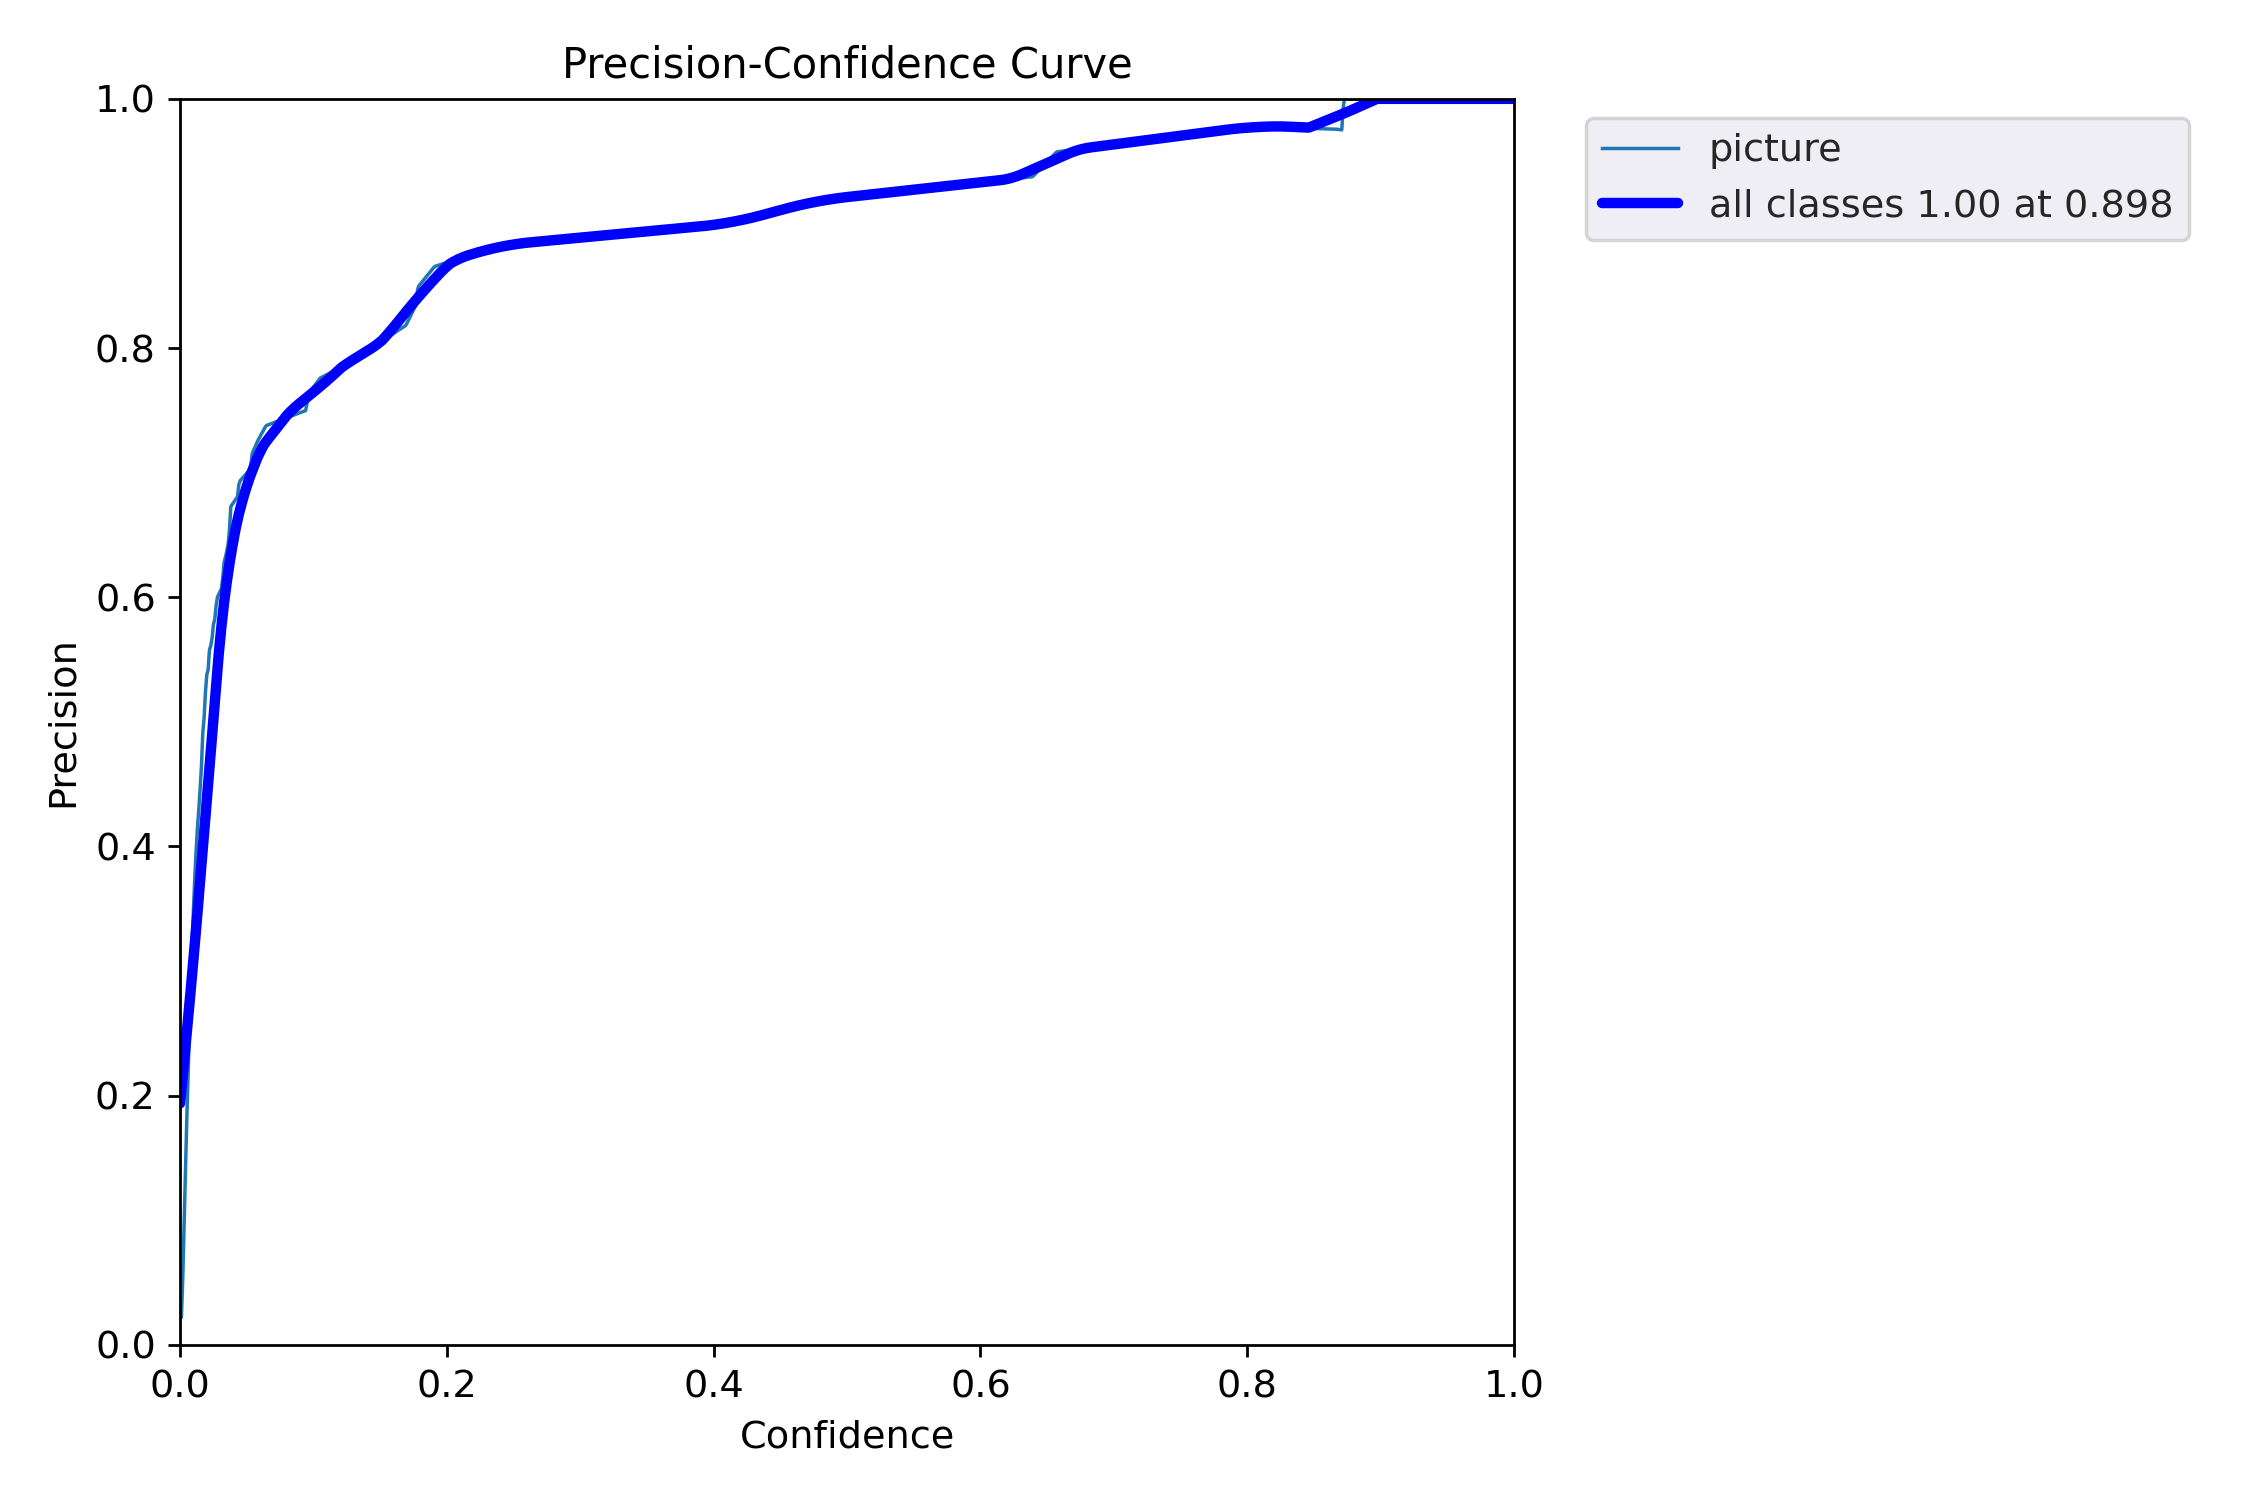 Precision-Confidence Curve
1.0
0.8
0.6
0.4
0.2
0.0
Precision
0.0 0.2 0.4 0.6 0.8 1.0
Confidence
picture
all classes 1.00 at 0.898